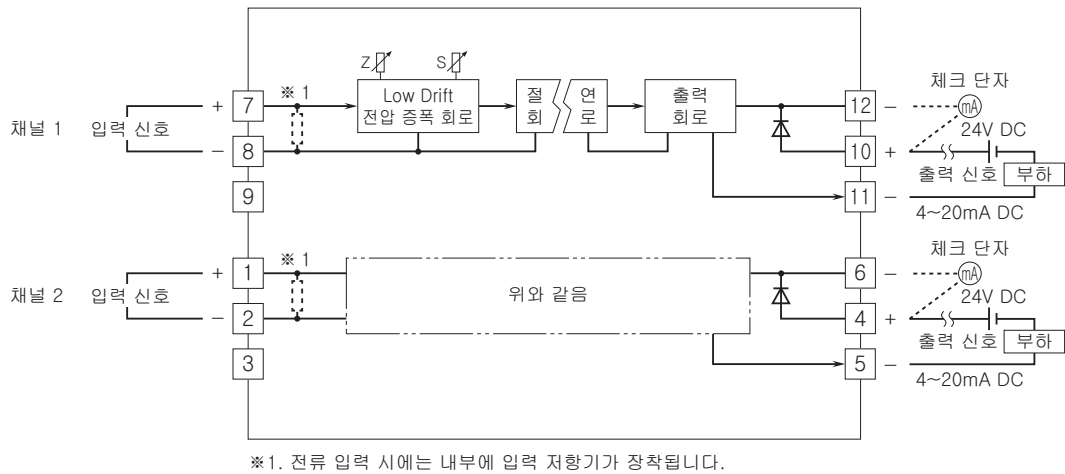 Z S
채널 1 입력 신호
+ 7 ※ 1
Low Drift
전압 증폭 회로
절 연
회 로
출력
회로
12 −
체크 단자
mA
24V DC
− 8
10 +
출력 신호 부하
9
11 −
4~20mA DC
채널 2 입력 신호
+ 1 ※ 1
위와 같음
6 −
체크 단자
mA
24V DC
− 2
4 +
출력 신호 부하
3
5 −
4~20mA DC
※1. 전류 입력 시에는 내부에 입력 저항기가 장착됩니다.